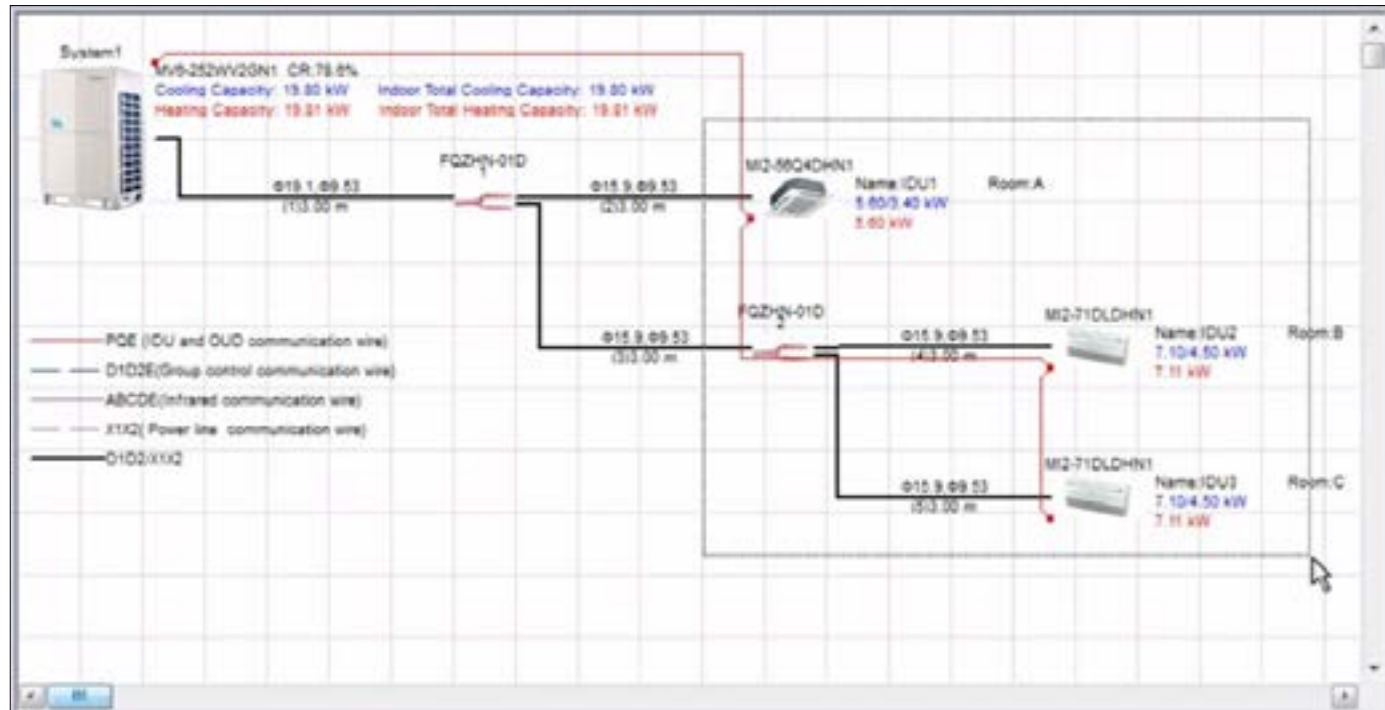 System1
MV6-252WV2GN1 CR:78.6%
Cooling Capacity: 19.80 kW Indoor Total Cooling Capacity: 19.80 kW
Heating Capacity: 19.81 kW Indoor Total Heating Capacity: 19.81 kW
FQZHN-01D
1
Φ19.1,Φ9.53
(1)3.00 m
Φ15.9,Φ9.53
(2)3.00 m
MI2-56Q4DHN1
Name:IDU1 Room:A
5.60/3.40 kW
5.60 kW
FQZHN-01D
2
Φ15.9,Φ9.53
(3)3.00 m
Φ15.9,Φ9.53
(4)3.00 m
MI2-71DLDHN1
Name:IDU2 Room:B
7.10/4.50 kW
7.11 kW
PQE (IDU and OUD communication wire)
D1D2E(Group control communication wire)
ABCDE(Infrared communication wire)
X1X2( Power line communication wire)
D1D2/X1X2
Φ15.9,Φ9.53
(5)3.00 m
MI2-71DLDHN1
Name:IDU3 Room:C
7.10/4.50 kW
7.11 kW